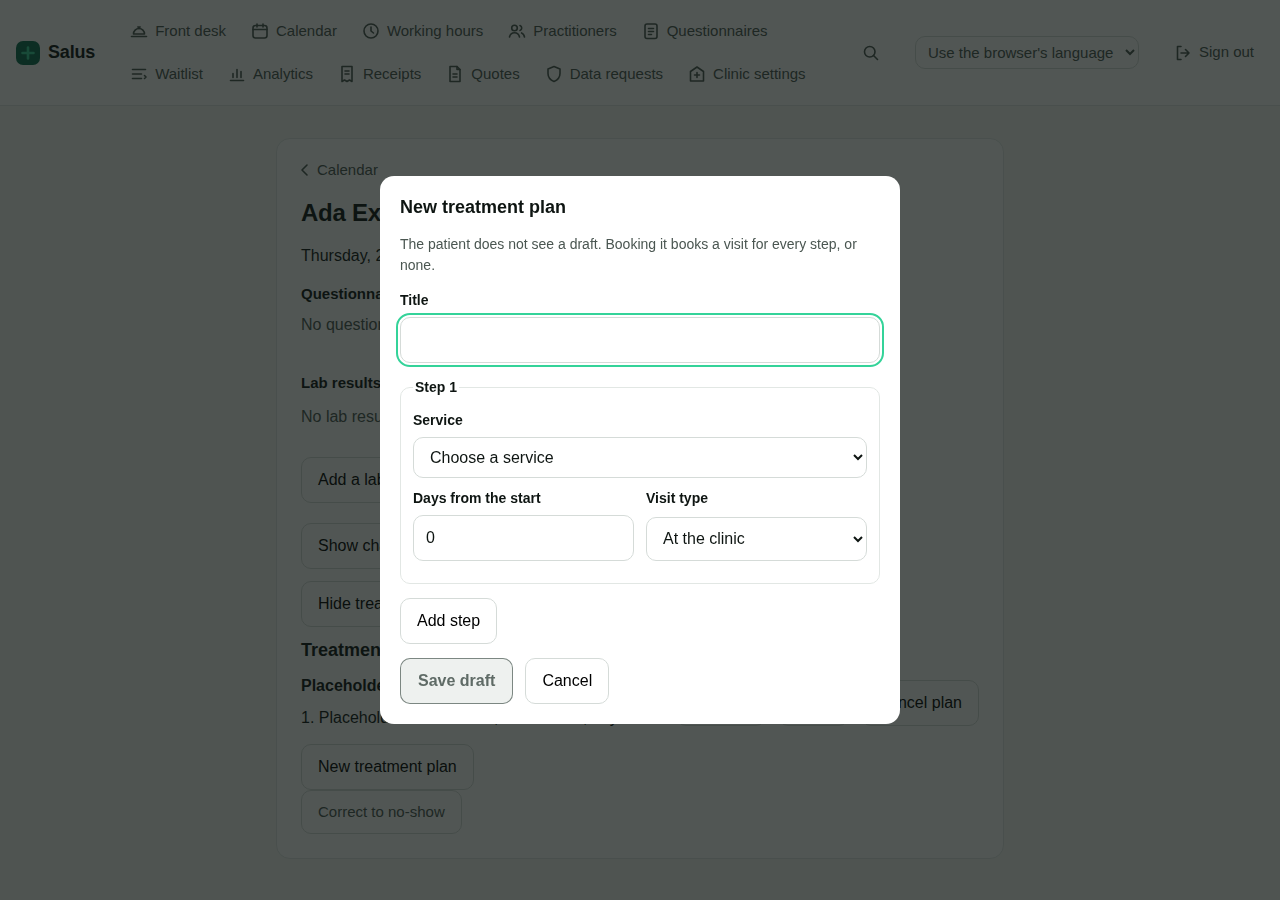 Salus
Front desk
Calendar
Working hours
Practitioners
Questionnaires
Waitlist
Analytics
Receipts
Quotes
Data requests
Clinic settings
Use the browser's language
Sign out
Calendar
Ada Ex
Thursday, 2
Questionna
No question
Lab results
No lab resu
Add a lab
Show ch
Hide trea
Treatmen
Placeholde
1. Placehol
ncel plan
New treatment plan
Correct to no-show
New treatment plan
The patient does not see a draft. Booking it books a visit for every step, or
none.
Title
Step 1
Service
Choose a service
Days from the start
Visit type
0
At the clinic
Add step
Save draft
Cancel